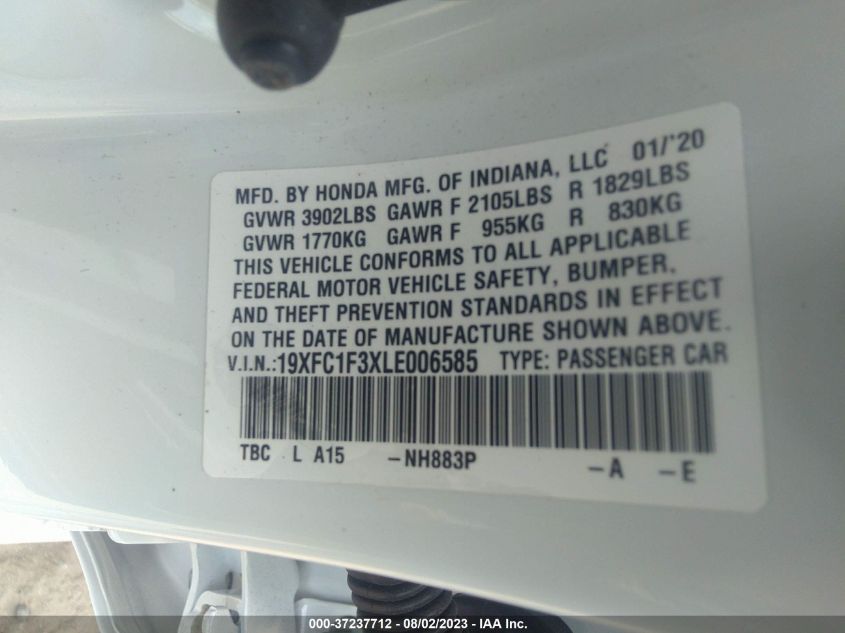 MFD. BY HONDA MFG. OF INDIANA, LLC 01/'20
GVWR 3902LBS GAWR F 2105LBS R 1829LBS
GVWR 1770KG GAWR F 955KG R 830KG
THIS VEHICLE CONFORMS TO ALL APPLICABLE
FEDERAL MOTOR VEHICLE SAFETY, BUMPER,
AND THEFT PREVENTION STANDARDS IN EFFECT
ON THE DATE OF MANUFACTURE SHOWN ABOVE.
V.I.N.:19XFC1F3XLE006585 TYPE: PASSENGER CAR
TBC L A15 -NH883P -A -E
000-37237712 - 08/02/2023 - IAA Inc.